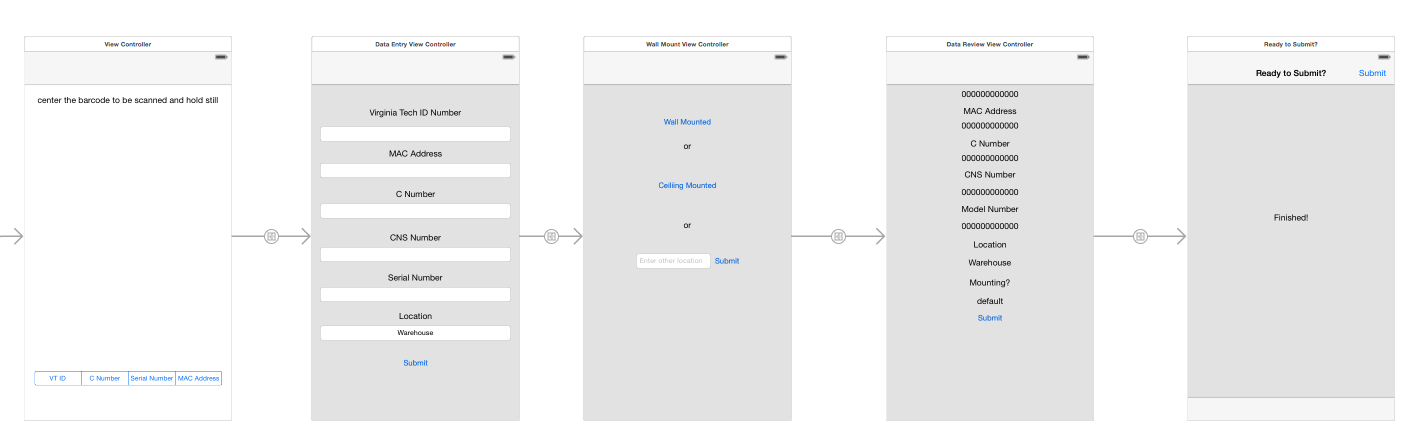 View Controller
center the barcode to be scanned and hold still
VT ID
C Number
Serial Number
MAC Address
Data Entry View Controller
Virginia Tech ID Number
MAC Address
C Number
CNS Number
Serial Number
Location
Warehouse
Submit
Wall Mount View Controller
Wall Mounted
or
Ceiliing Mounted
or
Enter other location
Submit
Data Review View Controller
000000000000
MAC Address
000000000000
C Number
000000000000
CNS Number
000000000000
Model Number
000000000000
Location
Warehouse
Mounting?
default
Submit
Ready to Submit?
Ready to Submit?
Submit
Finished!